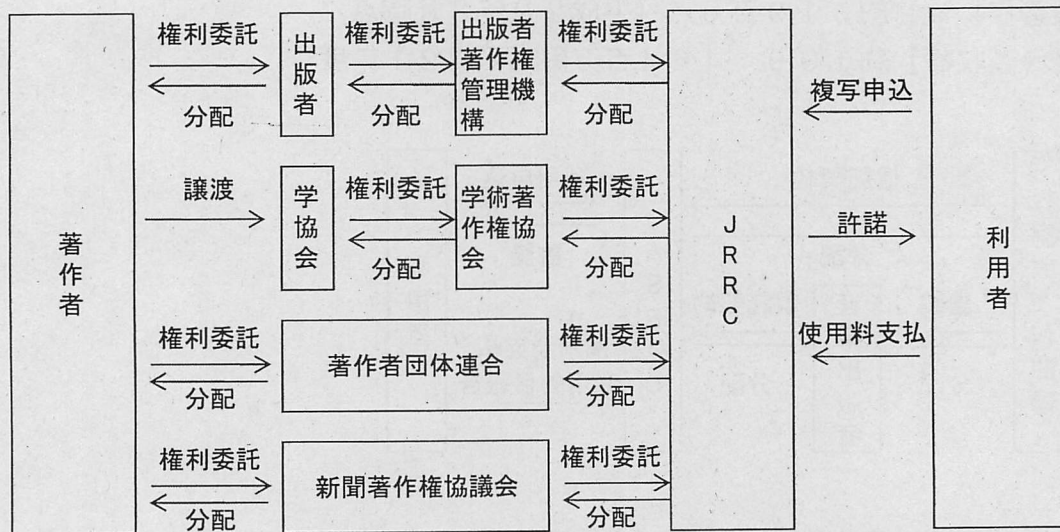 著作者
権利委託
分配
出版者
権利委託
分配
出版者
著作権
管理機
構
権利委託
分配
譲渡
学協会
権利委託
分配
学術著
作権協
会
権利委託
分配
権利委託
分配
著作者団体連合
権利委託
分配
権利委託
分配
新聞著作権協議会
権利委託
分配
JRRC
複写申込
許諾
使用料支払
利用者